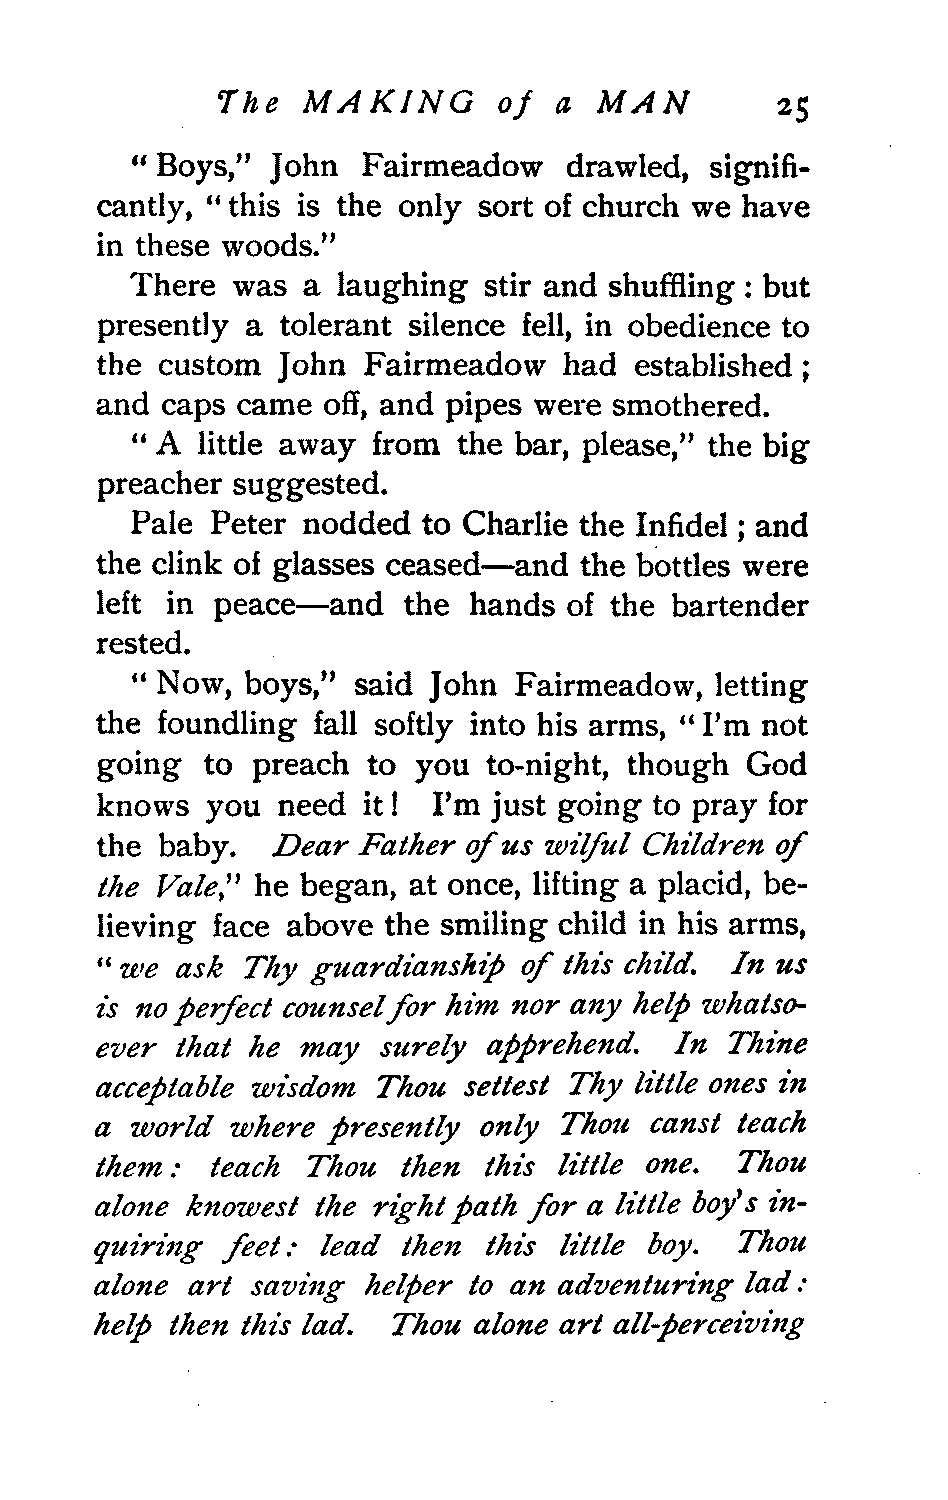 The MAKING of a MAN 25
“ Boys,” John Fairmeadow drawled, signifi-
cantly, “ this is the only sort of church we have
in these woods.”
There was a laughing stir and shuffling : but
presently a tolerant silence fell, in obedience to
the custom John Fairmeadow had established ;
and caps came off, and pipes were smothered.
“ A little away from the bar, please,” the big
preacher suggested.
Pale Peter nodded to Charlie the Infidel ; and
the clink of glasses ceased—and the bottles were
left in peace—and the hands of the bartender
rested.
“ Now, boys,” said John Fairmeadow, letting
the foundling fall softly into his arms, “ I’m not
going to preach to you to-night, though God
knows you need it ! I’m just going to pray for
the baby. Dear Father of us wilful Children of
the Vale,” he began, at once, lifting a placid, be-
lieving face above the smiling child in his arms,
“ we ask Thy guardianship of this child. In us
is no perfect counsel for him nor any help whatso-
ever that he may surely apprehend. In Thine
acceptable wisdom Thou settest Thy little ones in
a world where presently only Thou canst teach
them : teach Thou then this little one. Thou
alone knowest the right path for a little boy’s in-
quiring feet : lead then this little boy. Thou
alone art saving helper to an adventuring lad :
help then this lad. Thou alone art all-perceiving